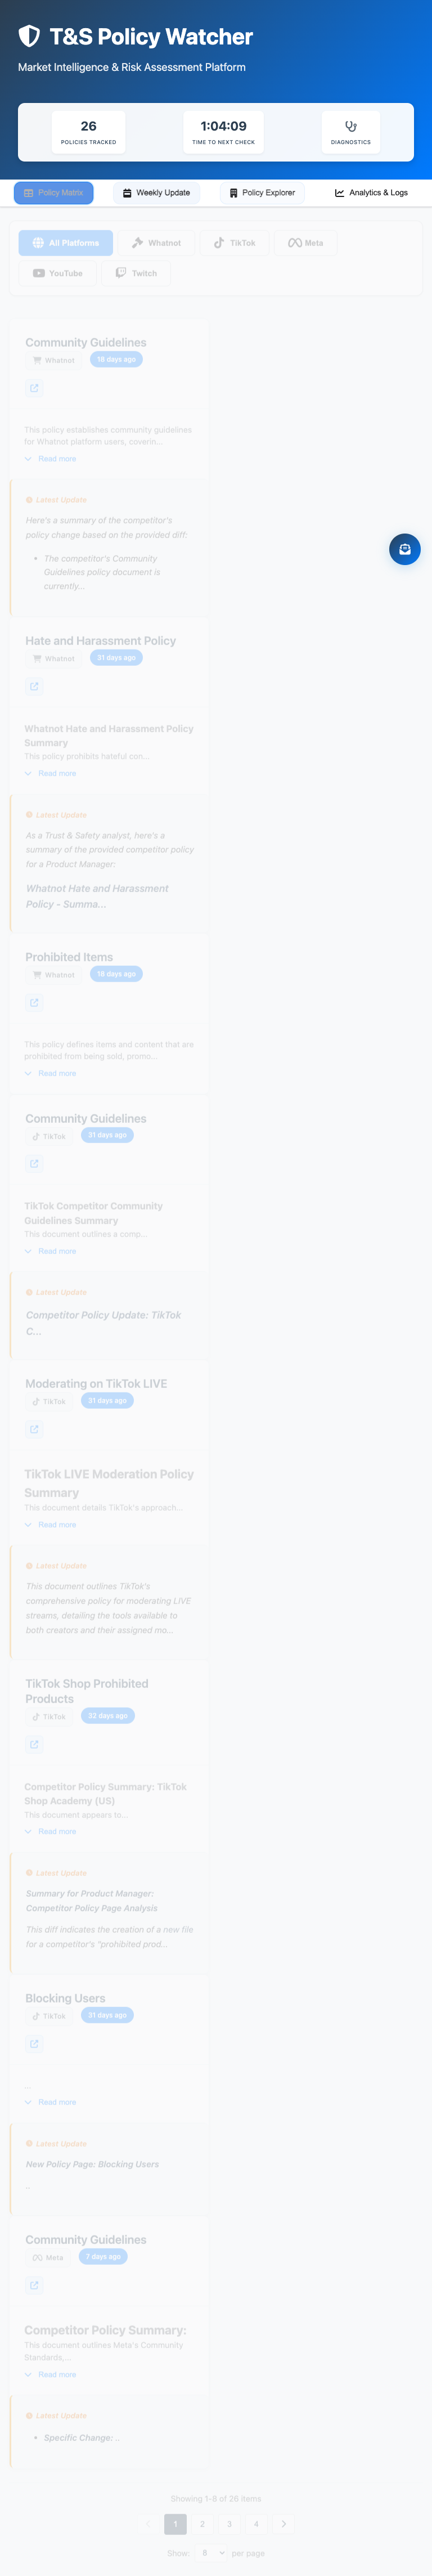 T&S Policy Watcher
Market Intelligence & Risk Assessment Platform
26
POLICIES TRACKED
1:04:09
TIME TO NEXT CHECK
DIAGNOSTICS
Policy Matrix
Weekly Update
Policy Explorer
Analytics & Logs
All Platforms
Whatnot
TikTok
Meta
YouTube
Twitch
Community Guidelines
Whatnot
18 days ago
This policy establishes community guidelines
for Whatnot platform users, coverin...
Read more
Latest Update
Here's a summary of the competitor's
policy change based on the provided diff:
• The competitor's Community
Guidelines policy document is
currently...
Hate and Harassment Policy
Whatnot
31 days ago
Whatnot Hate and Harassment Policy
Summary
This policy prohibits hateful con...
Read more
Latest Update
As a Trust & Safety analyst, here's a
summary of the provided competitor policy
for a Product Manager:
Whatnot Hate and Harassment
Policy - Summa...
Prohibited Items
Whatnot
18 days ago
This policy defines items and content that are
prohibited from being sold, promo...
Read more
Community Guidelines
TikTok
31 days ago
TikTok Competitor Community
Guidelines Summary
This document outlines a comp...
Read more
Latest Update
Competitor Policy Update: TikTok
C...
Moderating on TikTok LIVE
TikTok
31 days ago
TikTok LIVE Moderation Policy
Summary
This document details TikTok's approach...
Read more
Latest Update
This document outlines TikTok's
comprehensive policy for moderating LIVE
streams, detailing the tools available to
both creators and their assigned mo...
TikTok Shop Prohibited
Products
TikTok
22 days ago
Competitor Policy Summary: TikTok
Shop Academy (US)
This document appears to...
Read more
Latest Update
Summary for Product Manager:
Competitor Policy Page Analysis
This diff indicates the creation of a new file
for a competitor's "prohibited prod...
Blocking Users
TikTok
31 days ago
...
Read more
Latest Update
New Policy Page: Blocking Users
...
Community Guidelines
Meta
7 days ago
Competitor Policy Summary:
This document outlines Meta's Community
Standards,...
Read more
Latest Update
• Specific Change: ...
Showing 1-8 of 26 items
1
2
3
4
Show:
8
per page